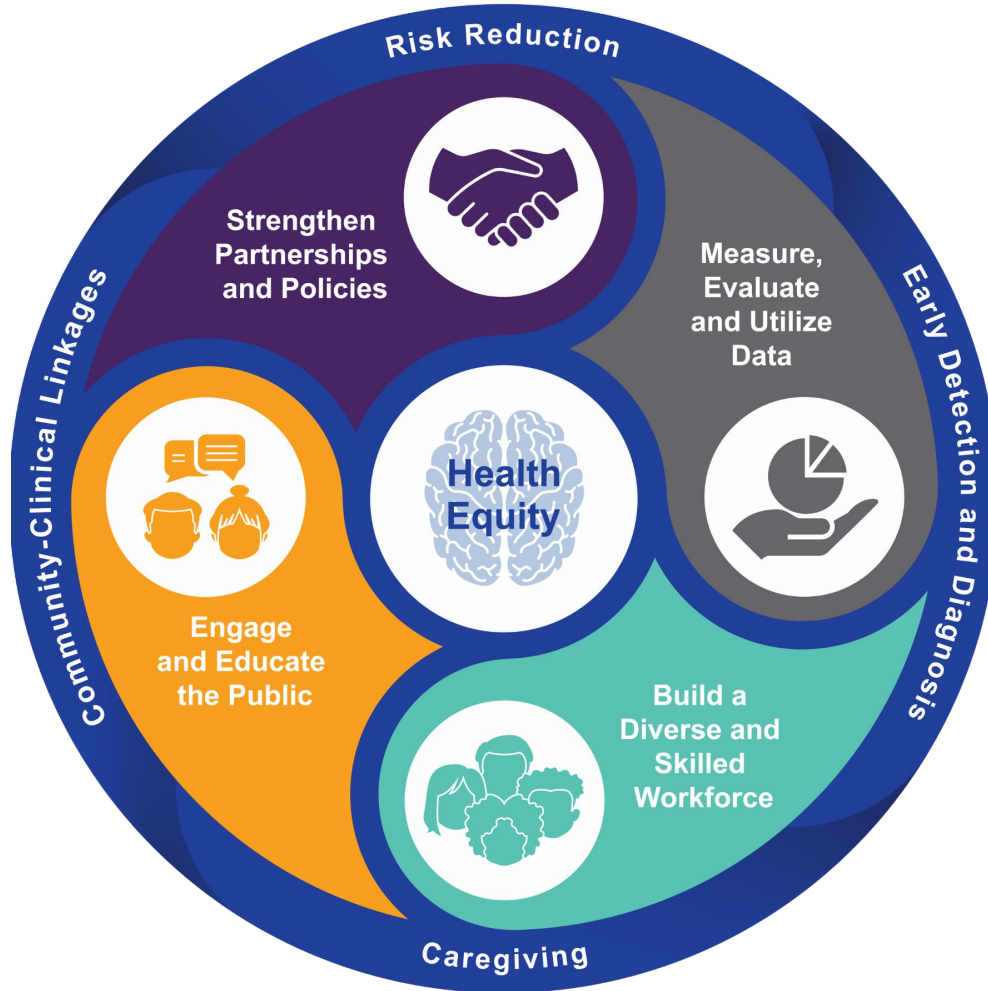 Risk Reduction
Strengthen
Partnerships
and Policies
Measure,
Evaluate
and Utilize
Data
Early Detection and Diagnosis
Community-Clinical Linkages
Health
Equity
Engage
and Educate
the Public
Build a
Diverse and
Skilled
Workforce
Caregiving